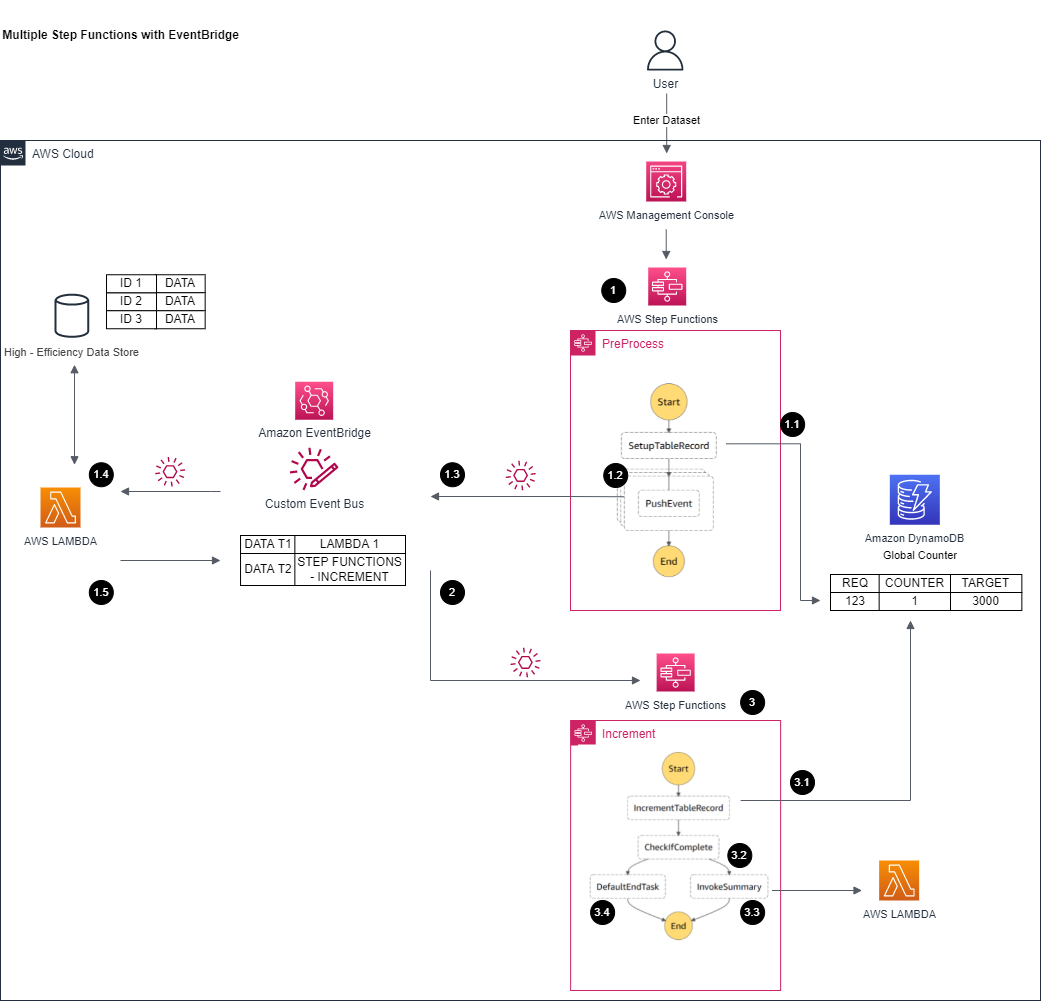 Multiple Step Functions with EventBridge
User
Enter Dataset
aws
AWS Cloud
AWS Management Console
1
AWS Step Functions
ID 1 DATA
ID 2 DATA
ID 3 DATA
High - Efficiency Data Store
PreProcess
Start
SetupTableRecord
1.1
1.2
PushEvent
End
Amazon EventBridge
Custom Event Bus
1.3
1.4
AWS LAMBDA
1.5
DATA T1 LAMBDA 1
DATA T2 STEP FUNCTIONS
- INCREMENT
2
Amazon DynamoDB
Global Counter
REQ COUNTER TARGET
123 1 3000
AWS Step Functions
3
Increment
Start
IncrementTableRecord
3.1
CheckIfComplete
3.2
DefaultEndTask
InvokeSummary
3.4
3.3
End
AWS LAMBDA